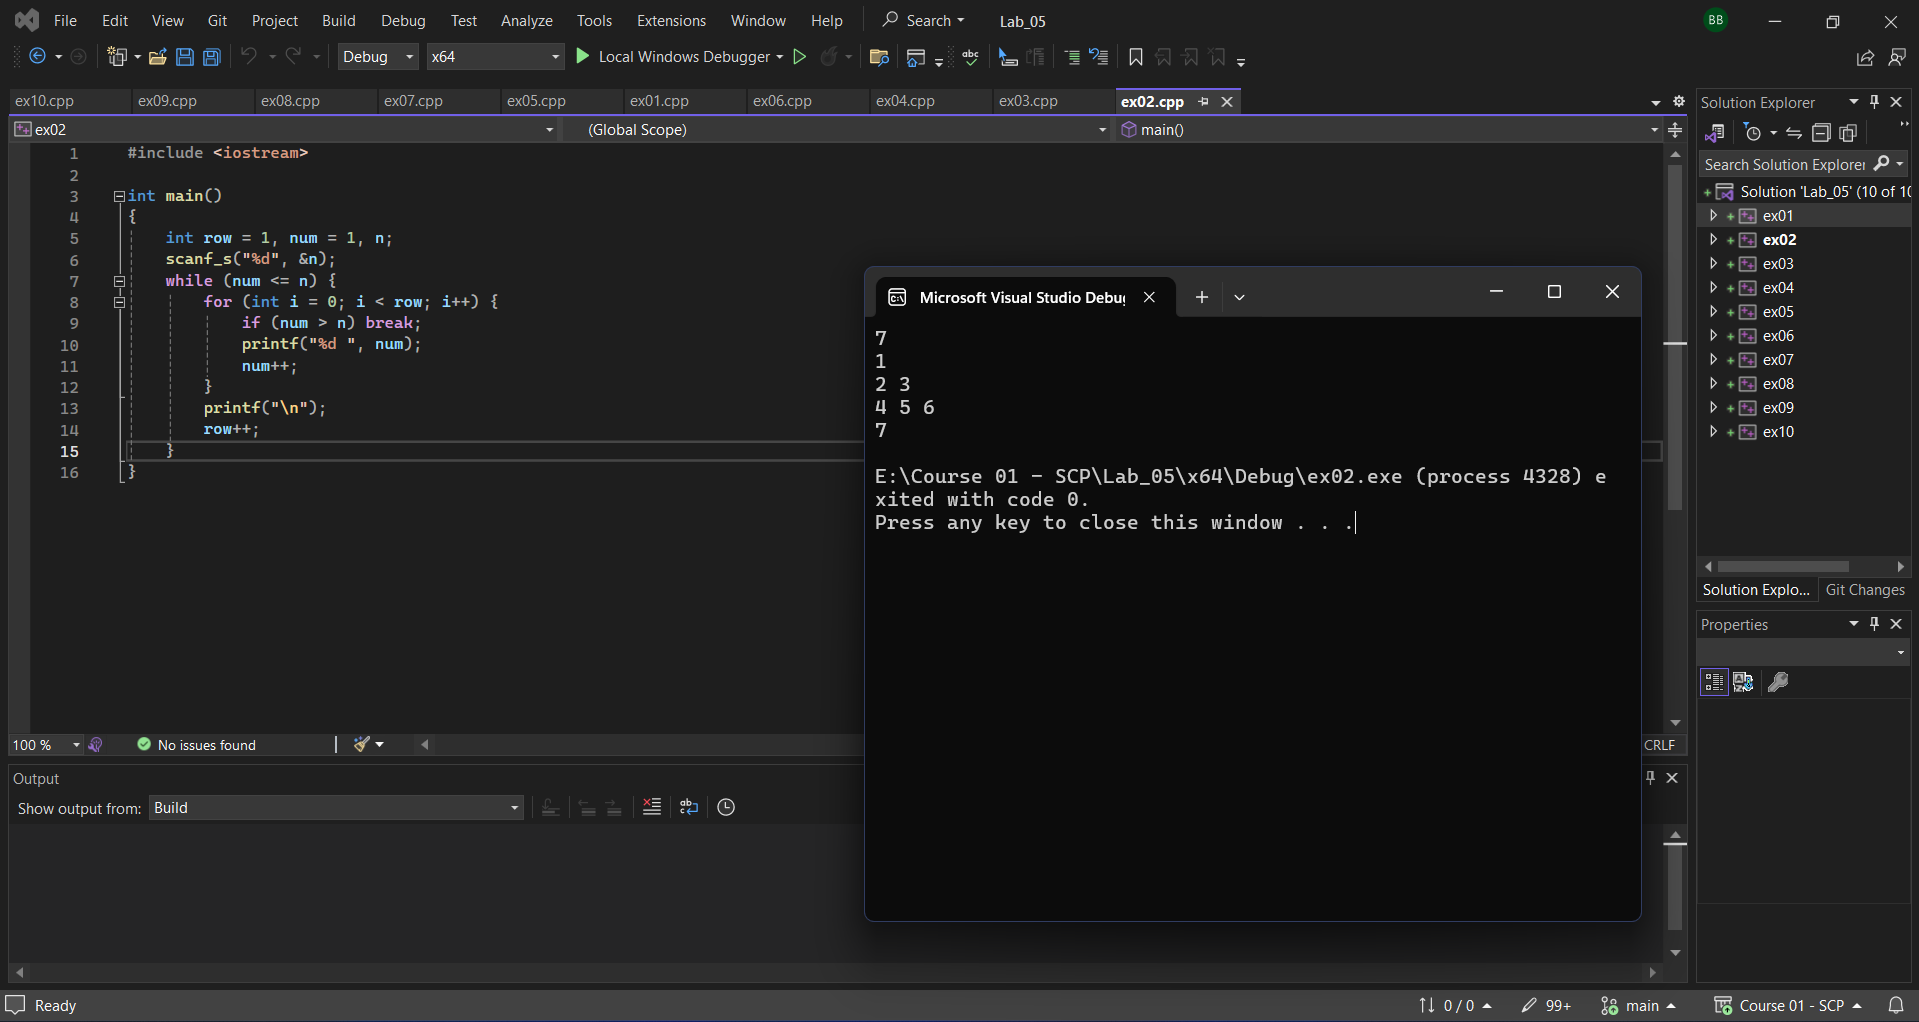 File Edit View Git Project Build Debug Test Analyze Tools Extensions Window Help Search Lab_05 BB
Debug x64 Local Windows Debugger
ex10.cpp ex09.cpp ex08.cpp ex07.cpp ex05.cpp ex01.cpp ex06.cpp ex04.cpp ex03.cpp ex02.cpp
ex02 (Global Scope) main()
1 #include <iostream>
2
3 int main()
4 {
5 int row = 1, num = 1, n;
6 scanf_s("%d", &n);
7 while (num <= n) {
8 for (int i = 0; i < row; i++) {
9 if (num > n) break;
10 printf("%d ", num);
11 num++;
12 }
13 printf("\n");
14 row++;
15 }
16 }
100 % No issues found CRLF
Output
Show output from: Build
Microsoft Visual Studio Debu
7
1
2 3
4 5 6
7
E:\Course 01 - SCP\Lab_05\x64\Debug\ex02.exe (process 4328) e
xited with code 0.
Press any key to close this window . . .
Solution Explorer
Search Solution Explorer
Solution 'Lab_05' (10 of 10
ex01
ex02
ex03
ex04
ex05
ex06
ex07
ex08
ex09
ex10
Solution Explo... Git Changes
Properties
Ready 0 / 0 99+ main Course 01 - SCP